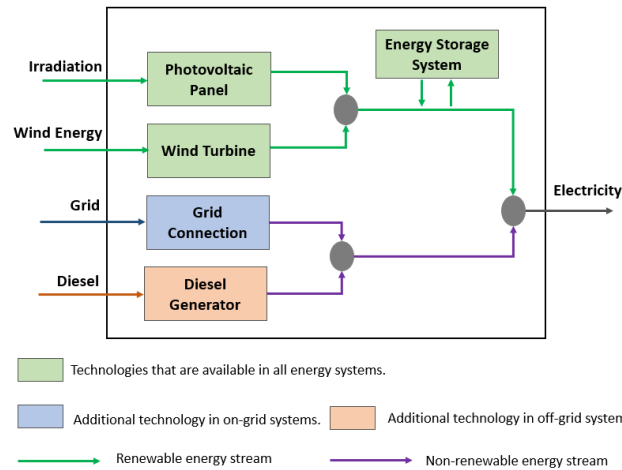 Irradiation
Photovoltaic
Panel
Energy Storage
System
Wind Energy
Wind Turbine
Grid
Grid
Connection
Electricity
Diesel
Diesel
Generator
Technologies that are available in all energy systems.
Additional technology in on-grid systems.
Additional technology in off-grid system
Renewable energy stream
Non-renewable energy stream